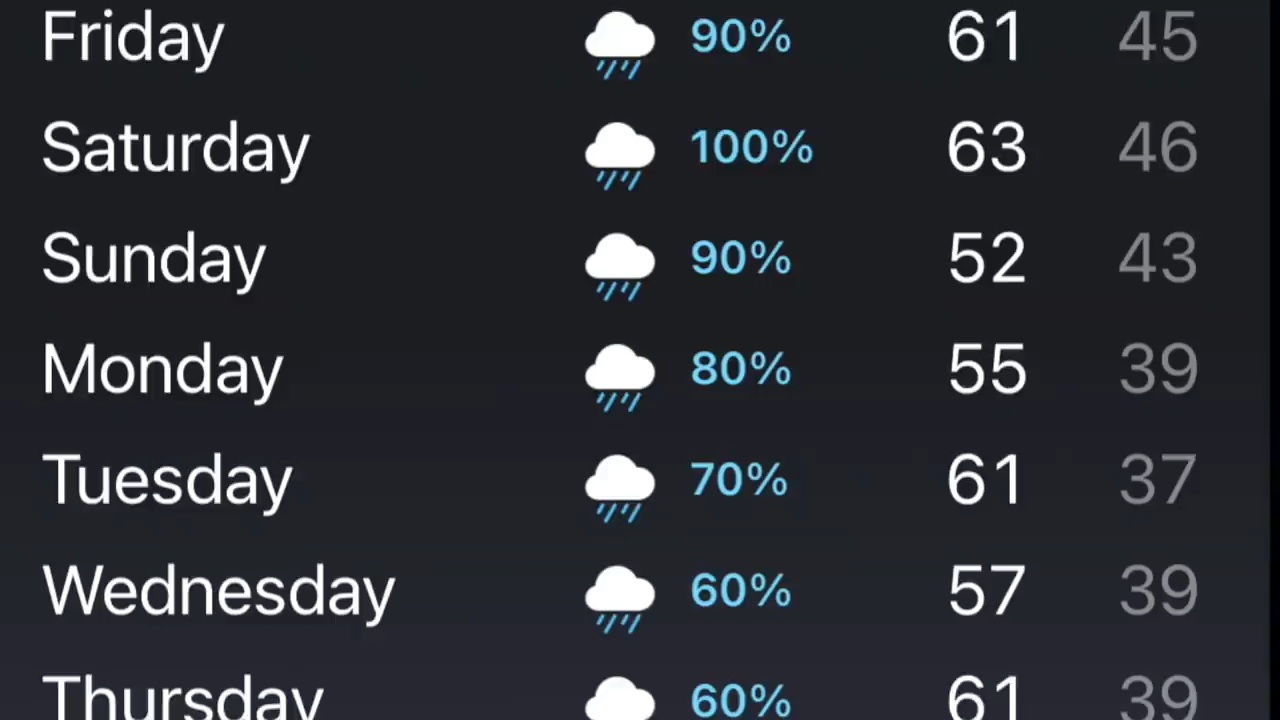 Friday 90% 61 45
Saturday 100% 63 46
Sunday 90% 52 43
Monday 80% 55 39
Tuesday 70% 61 37
Wednesday 60% 57 39
Thursday 60% 61 39